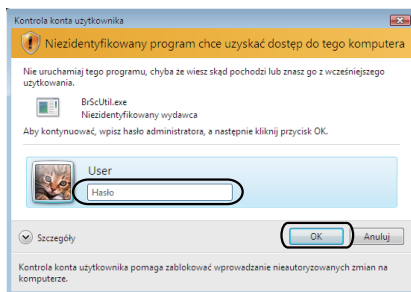 Kontrola konta użytkownika
Niezidentyfikowany program chce uzyskać dostęp do tego komputera
Nie uruchamiaj tego programu, chyba że wiesz skąd pochodzi lub znasz go z wcześniejszego
użytkowania.
BrScUtil.exe
Niezidentyfikowany wydawca
Aby kontynuować, wpisz hasło administratora, a następnie kliknij przycisk OK.
User
Hasło
Szczegóły
OK
Anuluj
Kontrola konta użytkownika pomaga zablokować wprowadzanie nieautoryzowanych zmian na
komputerze.